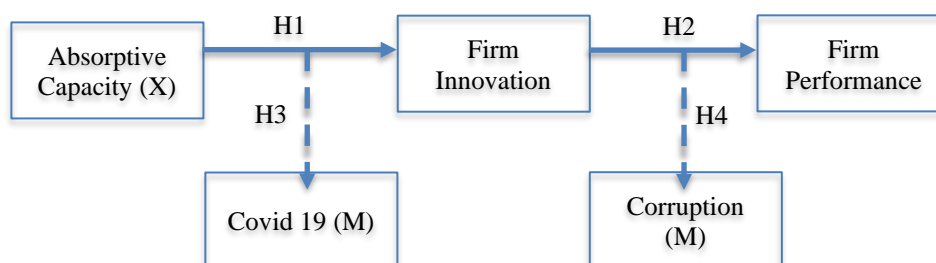 H1
H2
Absorptive
Capacity (X)
Firm
Innovation
Firm
Performance
H3
H4
Covid 19 (M)
Corruption
(M)